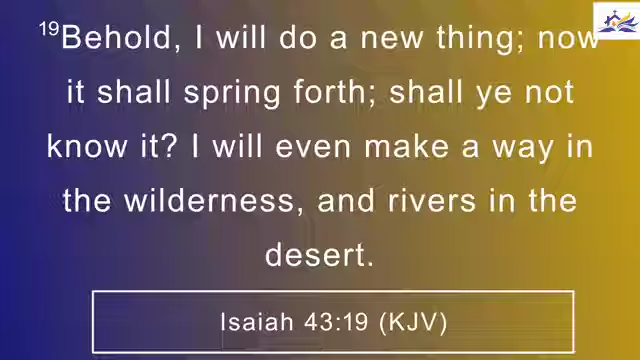 19Behold, I will do a new thing; now
it shall spring forth; shall ye not
know it? I will even make a way in
the wilderness, and rivers in the
desert.
Isaiah 43:19 (KJV)